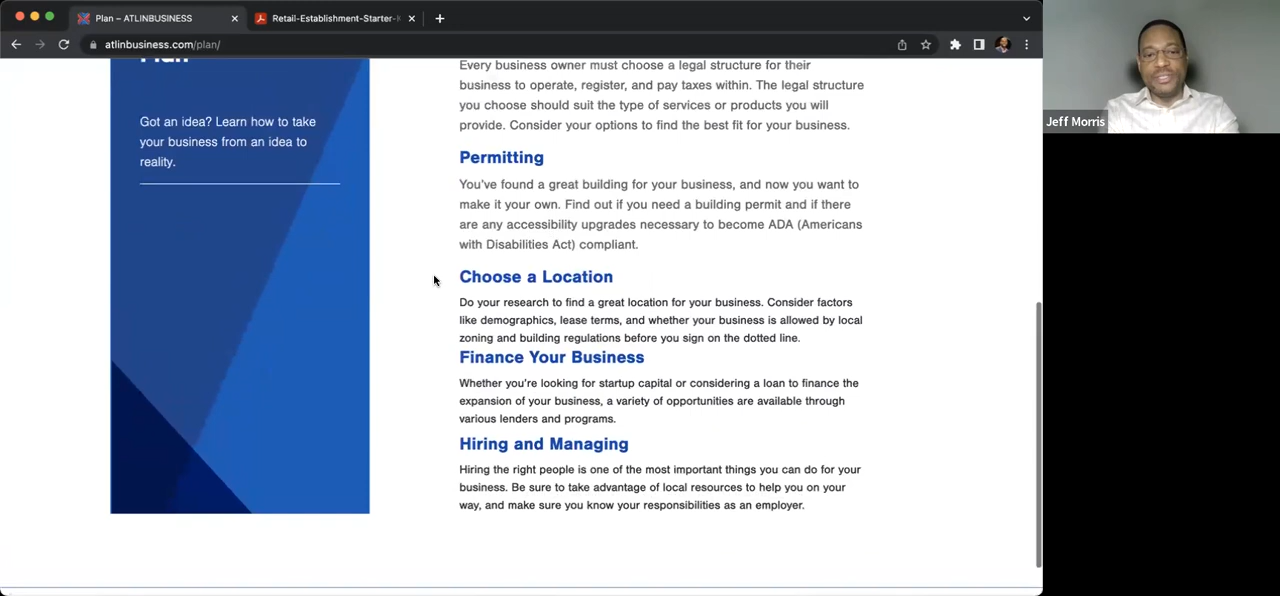 Plan – ATLINBUSINESS
Retail-Establishment-Starter-K
atlinbusiness.com/plan/
Jeff Morris
Plan
Got an idea? Learn how to take
your business from an idea to
reality.
Every business owner must choose a legal structure for their
business to operate, register, and pay taxes within. The legal structure
you choose should suit the type of services or products you will
provide. Consider your options to find the best fit for your business.
Permitting
You've found a great building for your business, and now you want to
make it your own. Find out if you need a building permit and if there
are any accessibility upgrades necessary to become ADA (Americans
with Disabilities Act) compliant.
Choose a Location
Do your research to find a great location for your business. Consider factors
like demographics, lease terms, and whether your business is allowed by local
zoning and building regulations before you sign on the dotted line.
Finance Your Business
Whether you're looking for startup capital or considering a loan to finance the
expansion of your business, a variety of opportunities are available through
various lenders and programs.
Hiring and Managing
Hiring the right people is one of the most important things you can do for your
business. Be sure to take advantage of local resources to help you on your
way, and make sure you know your responsibilities as an employer.